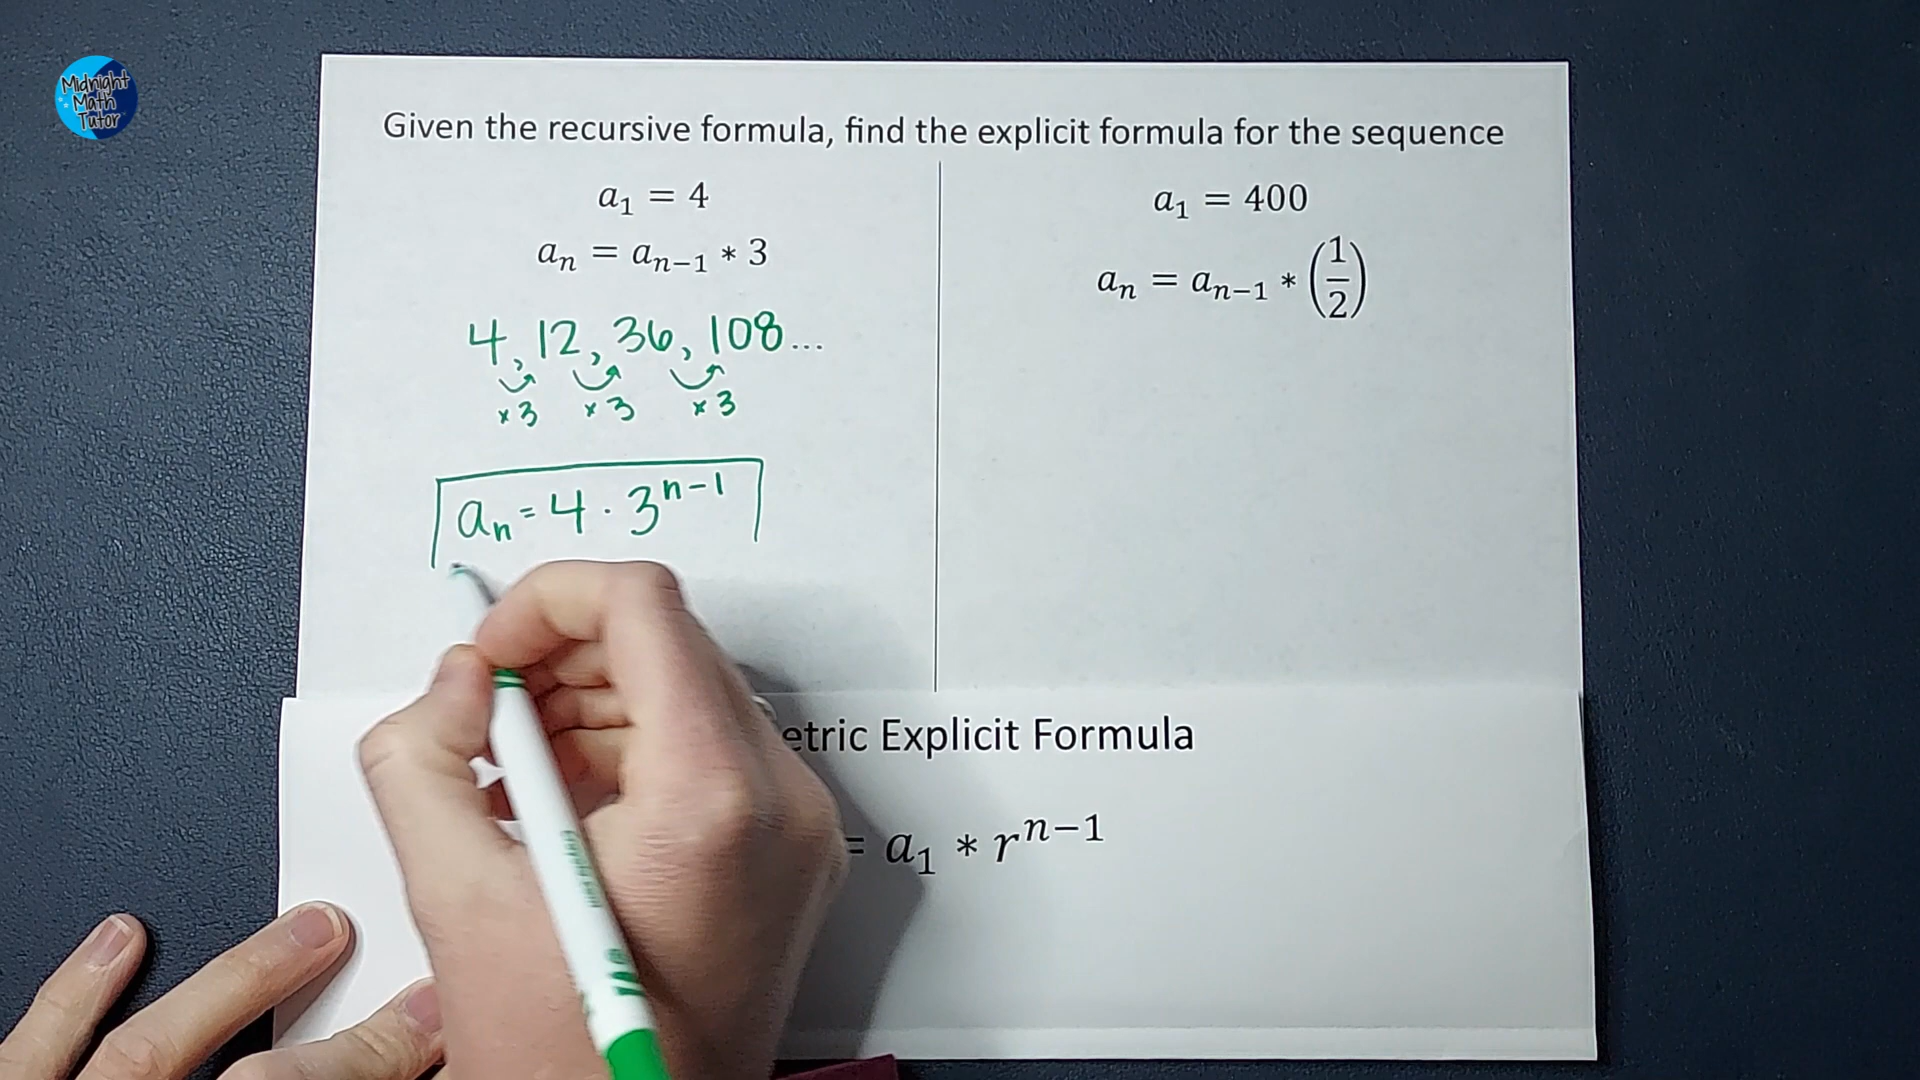 Midnight
Math
Tutor
Given the recursive formula, find the explicit formula for the sequence
a₁ = 4
aₙ = aₙ₋₁ * 3
4, 12, 36, 108...
×3 ×3 ×3
aₙ = 4 · 3ⁿ⁻¹
a₁ = 400
aₙ = aₙ₋₁ * (1/2)
etric Explicit Formula
= a₁ * rⁿ⁻¹